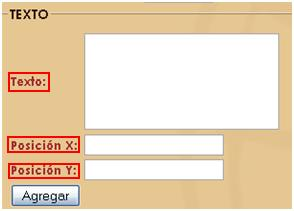 TEXTO
Texto:
Posición X:
Posición Y:
Agregar